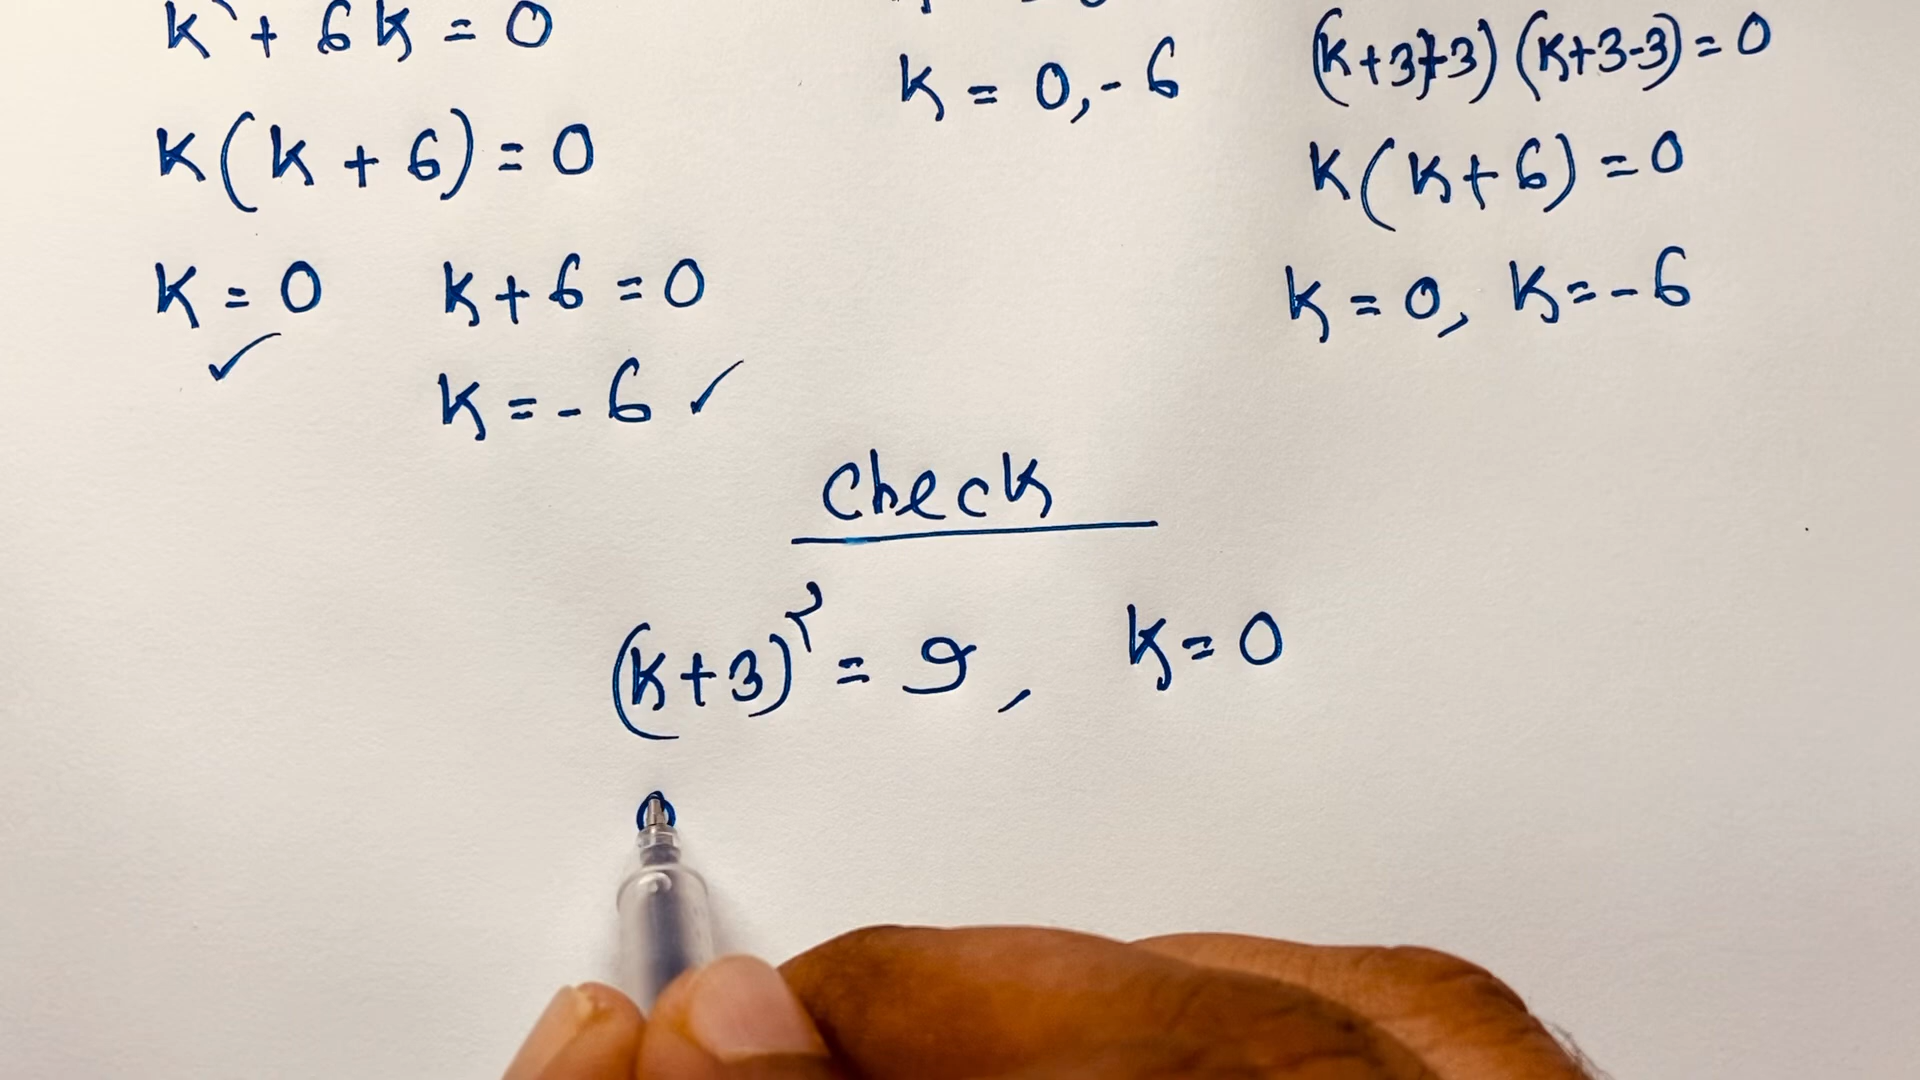 k² + 6k = 0
k(k + 6) = 0
k = 0 k + 6 = 0
✓
k = - 6 ✓
k = 0, - 6
(k+3+3) (k+3-3) = 0
k(k+6) = 0
k = 0, k = - 6
Check
(k+3)² = 9, k = 0
0